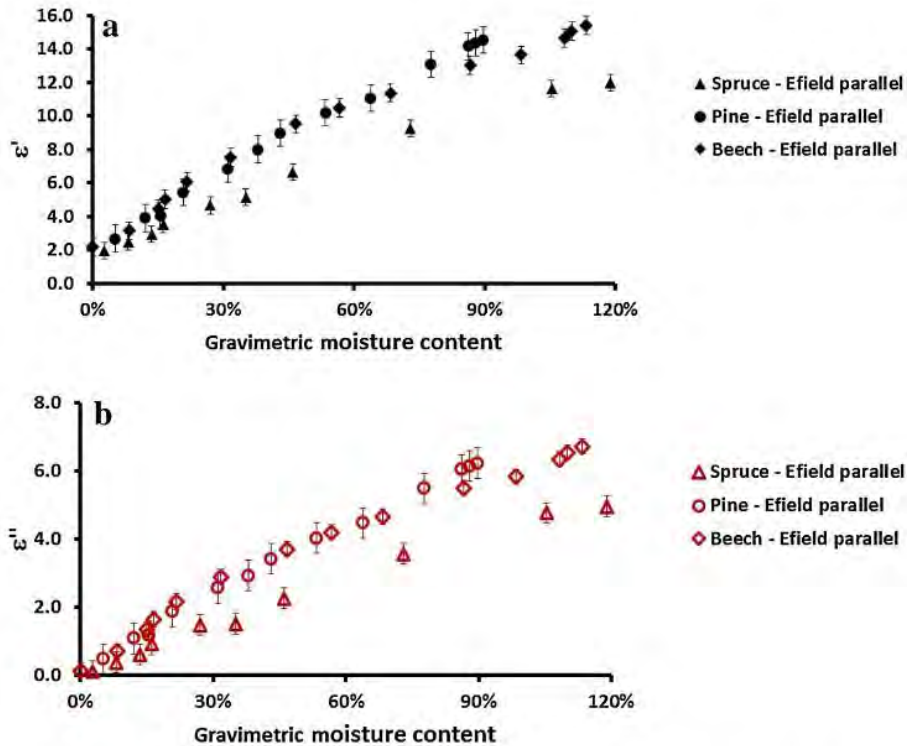 a
16.0
14.0
12.0
10.0
8.0
6.0
4.0
2.0
0.0
ε'
0% 30% 60% 90% 120%
Gravimetric moisture content
Spruce - Efield parallel
Pine - Efield parallel
Beech - Efield parallel
b
8.0
6.0
4.0
2.0
0.0
ε"
0% 30% 60% 90% 120%
Gravimetric moisture content
Spruce - Efield parallel
Pine - Efield parallel
Beech - Efield parallel